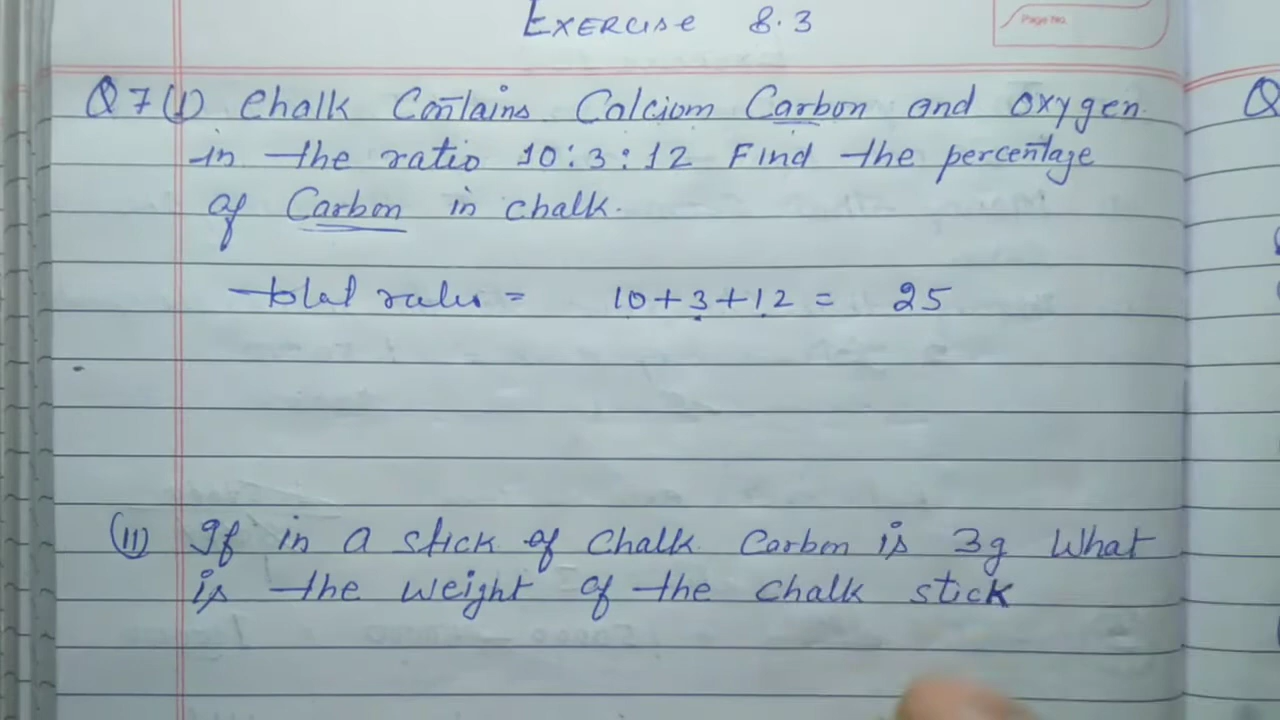 EXERCISE 8.3
Page No.
Q7(I) Chalk Contains Calcium Carbon and oxygen.
in the ratio 10:3:12 Find the percentage
of Carbon in chalk.
total ratio = 10+3+12 = 25
(II) If in a stick of chalk Carbon is 3g What
is the weight of the chalk stick
Q